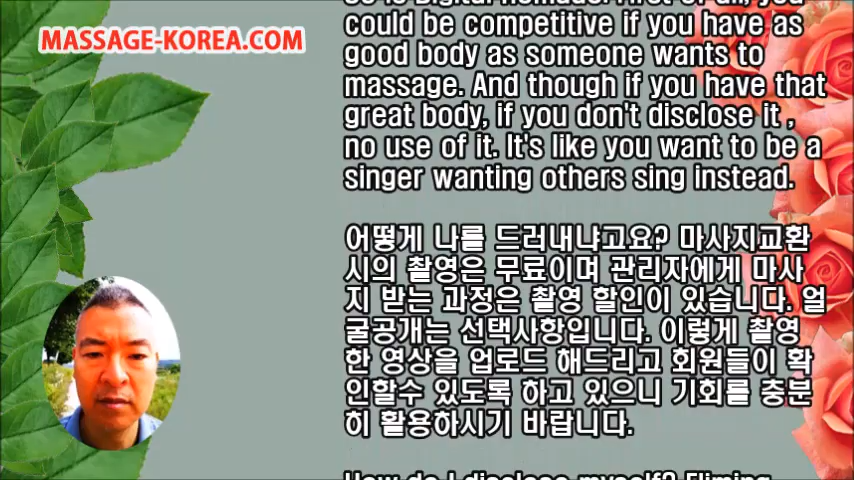 MASSAGE-KOREA.COM
could be competitive if you have as
good body as someone wants to
massage. And though if you have that
great body, if you don't disclose it ,
no use of it. It's like you want to be a
singer wanting others sing instead.
어떻게 나를 드러내냐고요? 마사지교환
시의 촬영은 무료이며 관리자에게 마사
지 받는 과정은 촬영 할인이 있습니다. 얼
굴공개는 선택사항입니다. 이렇게 촬영
한 영상을 업로드 해드리고 회원들이 확
인할수 있도록 하고 있으니 기회를 충분
히 활용하시기 바랍니다.
How do I disclose myself? Filming